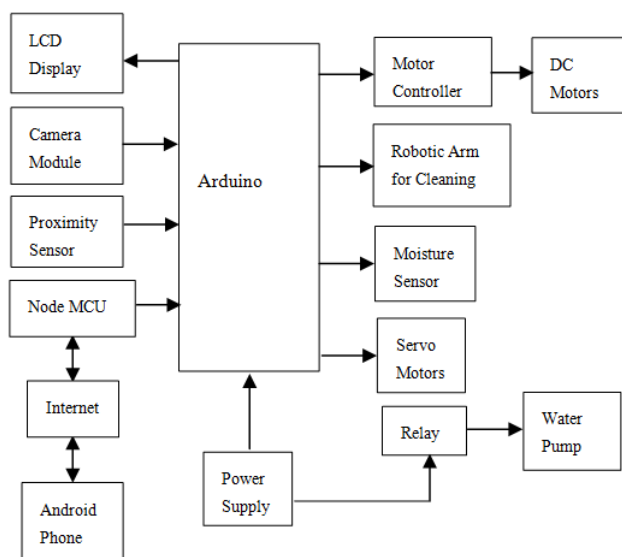 LCD
Display
Camera
Module
Proximity
Sensor
Node MCU
Internet
Android
Phone
Arduino
Power
Supply
Motor
Controller
DC
Motors
Robotic Arm
for Cleaning
Moisture
Sensor
Servo
Motors
Relay
Water
Pump